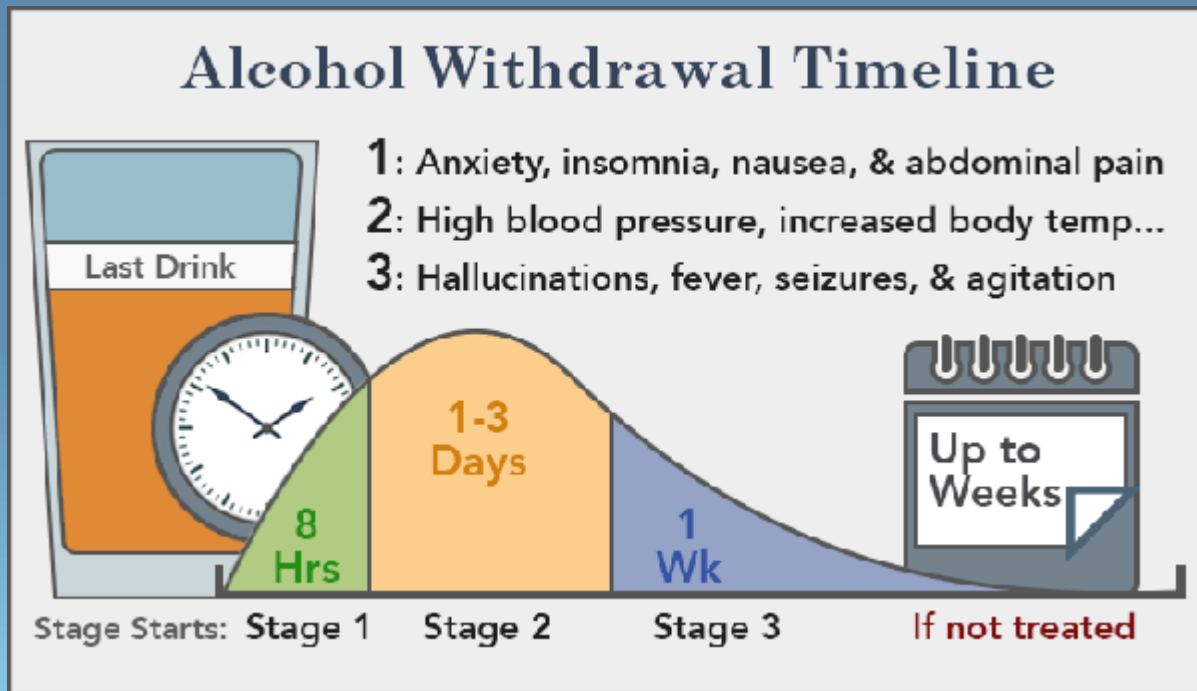 Alcohol Withdrawal Timeline
1: Anxiety, insomnia, nausea, & abdominal pain
2: High blood pressure, increased body temp...
3: Hallucinations, fever, seizures, & agitation
Last Drink
8
Hrs
1-3
Days
1
Wk
Up to
Weeks
Stage Starts: Stage 1 Stage 2 Stage 3 If not treated